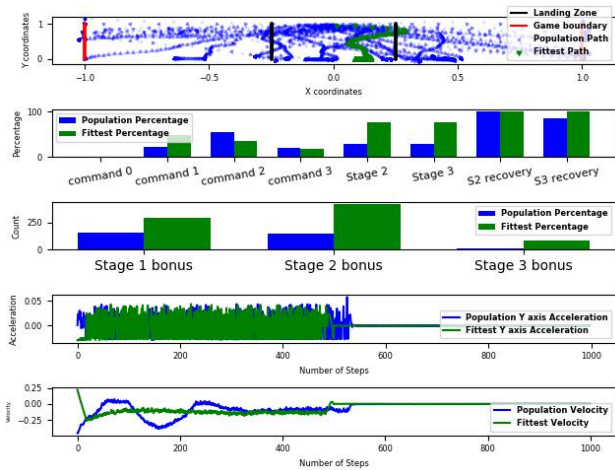 Y coordinates
1
0
Landing Zone
Game boundary
Population Path
Fittest Path
−1.0
−0.5
0.0
0.5
1.0
X coordinates
Percentage
100
0
Population Percentage
Fittest Percentage
command 0
command 1
command 2
command 3
Stage 2
Stage 3
S2 recovery
S3 recovery
Count
250
0
Population Percentage
Fittest Percentage
Stage 1 bonus
Stage 2 bonus
Stage 3 bonus
Acceleration
0.05
0.00
Population Y axis Acceleration
Fittest Y axis Acceleration
0
200
400
600
800
1000
Number of Steps
Velocity
0.25
0.00
−0.25
Population Velocity
Fittest Velocity
0
200
400
600
800
1000
Number of Steps